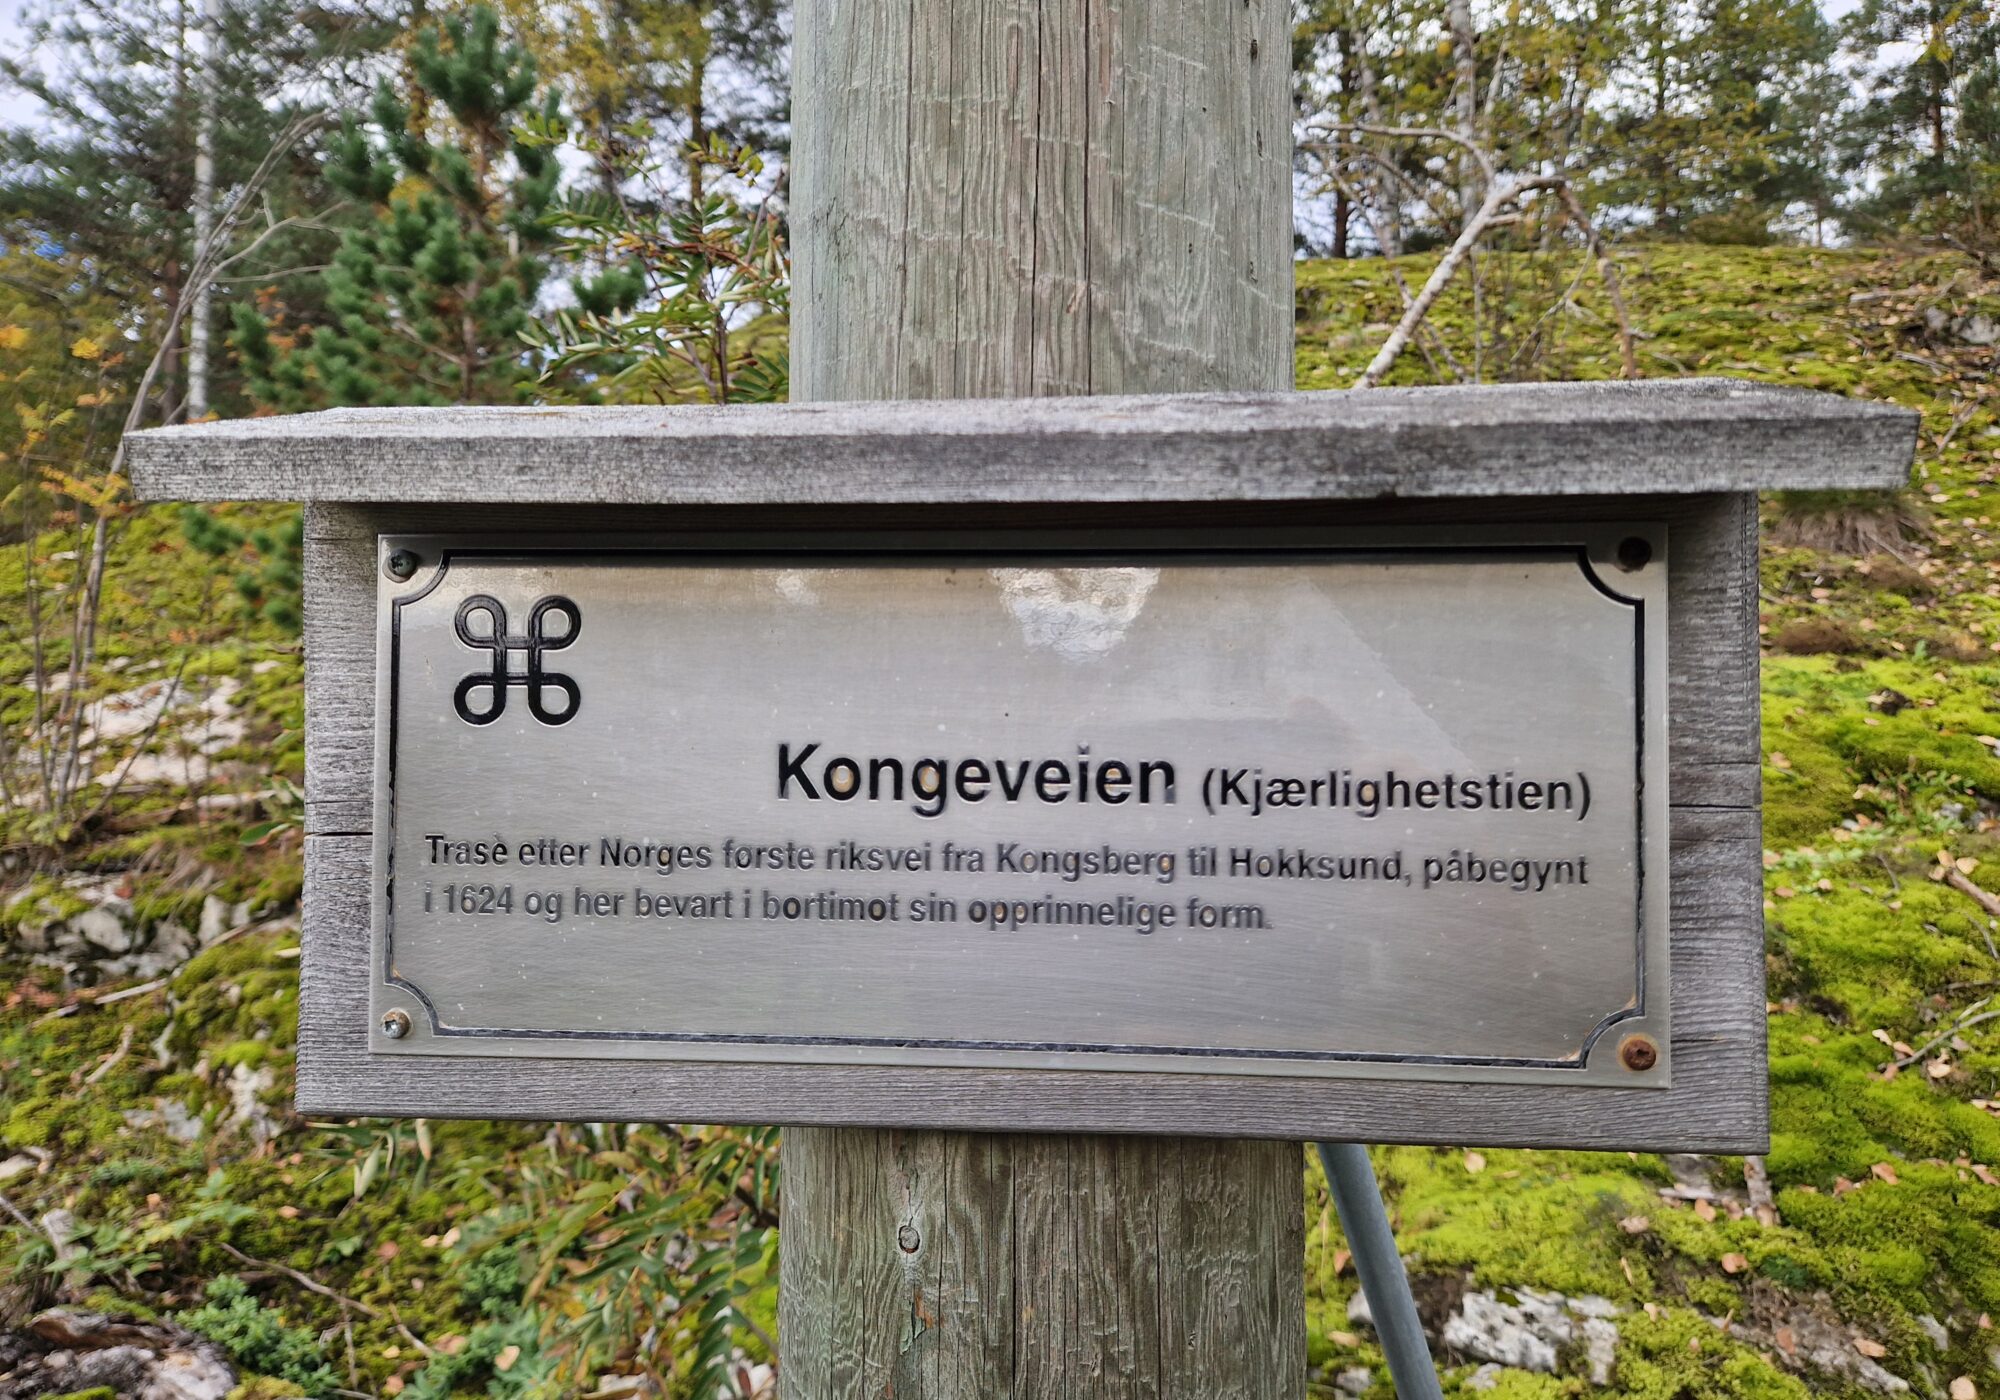 Kongeveien (Kjærlighetstien)
Trasè etter Norges første riksvei fra Kongsberg til Hokksund, påbegynt
i 1624 og her bevart i bortimot sin opprinnelige form.